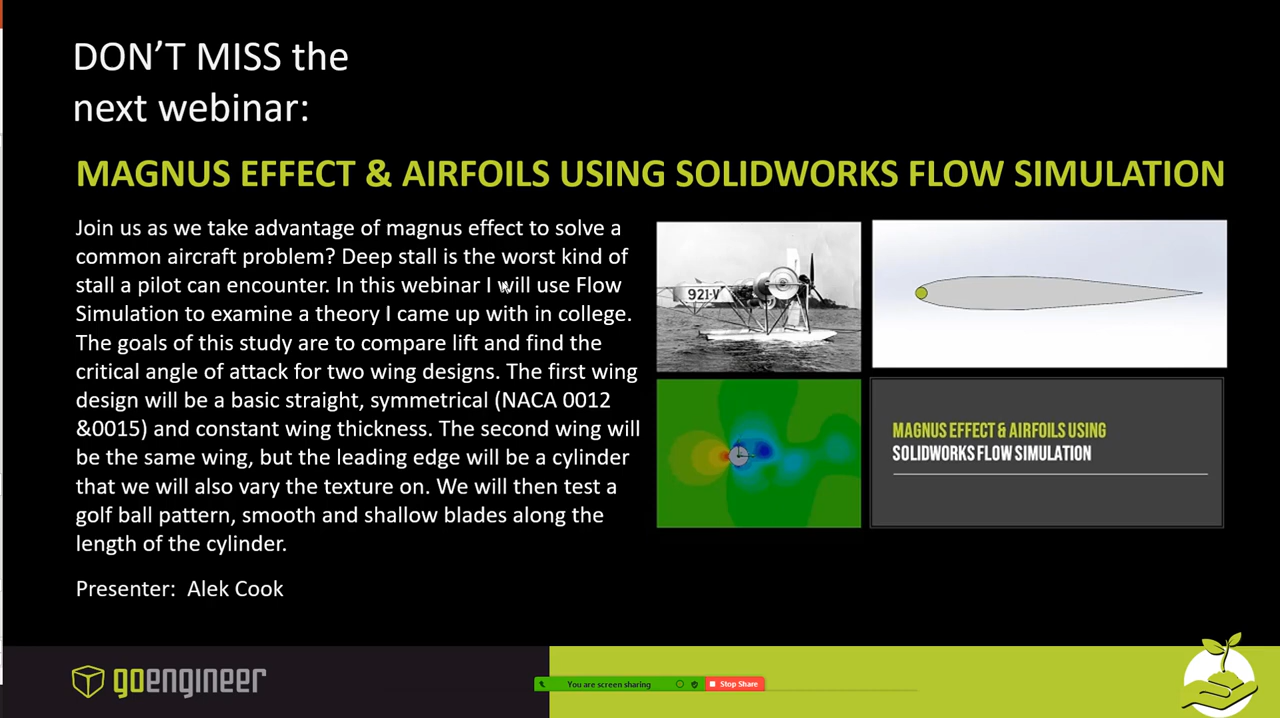 DON'T MISS the
next webinar:
MAGNUS EFFECT & AIRFOILS USING SOLIDWORKS FLOW SIMULATION
Join us as we take advantage of magnus effect to solve a
common aircraft problem? Deep stall is the worst kind of
stall a pilot can encounter. In this webinar I will use Flow
Simulation to examine a theory I came up with in college.
The goals of this study are to compare lift and find the
critical angle of attack for two wing designs. The first wing
design will be a basic straight, symmetrical (NACA 0012
&0015) and constant wing thickness. The second wing will
be the same wing, but the leading edge will be a cylinder
that we will also vary the texture on. We will then test a
golf ball pattern, smooth and shallow blades along the
length of the cylinder.
Presenter: Alek Cook
921-V
MAGNUS EFFECT & AIRFOILS USING
SOLIDWORKS FLOW SIMULATION
goengineer
You are screen sharing
Stop Share